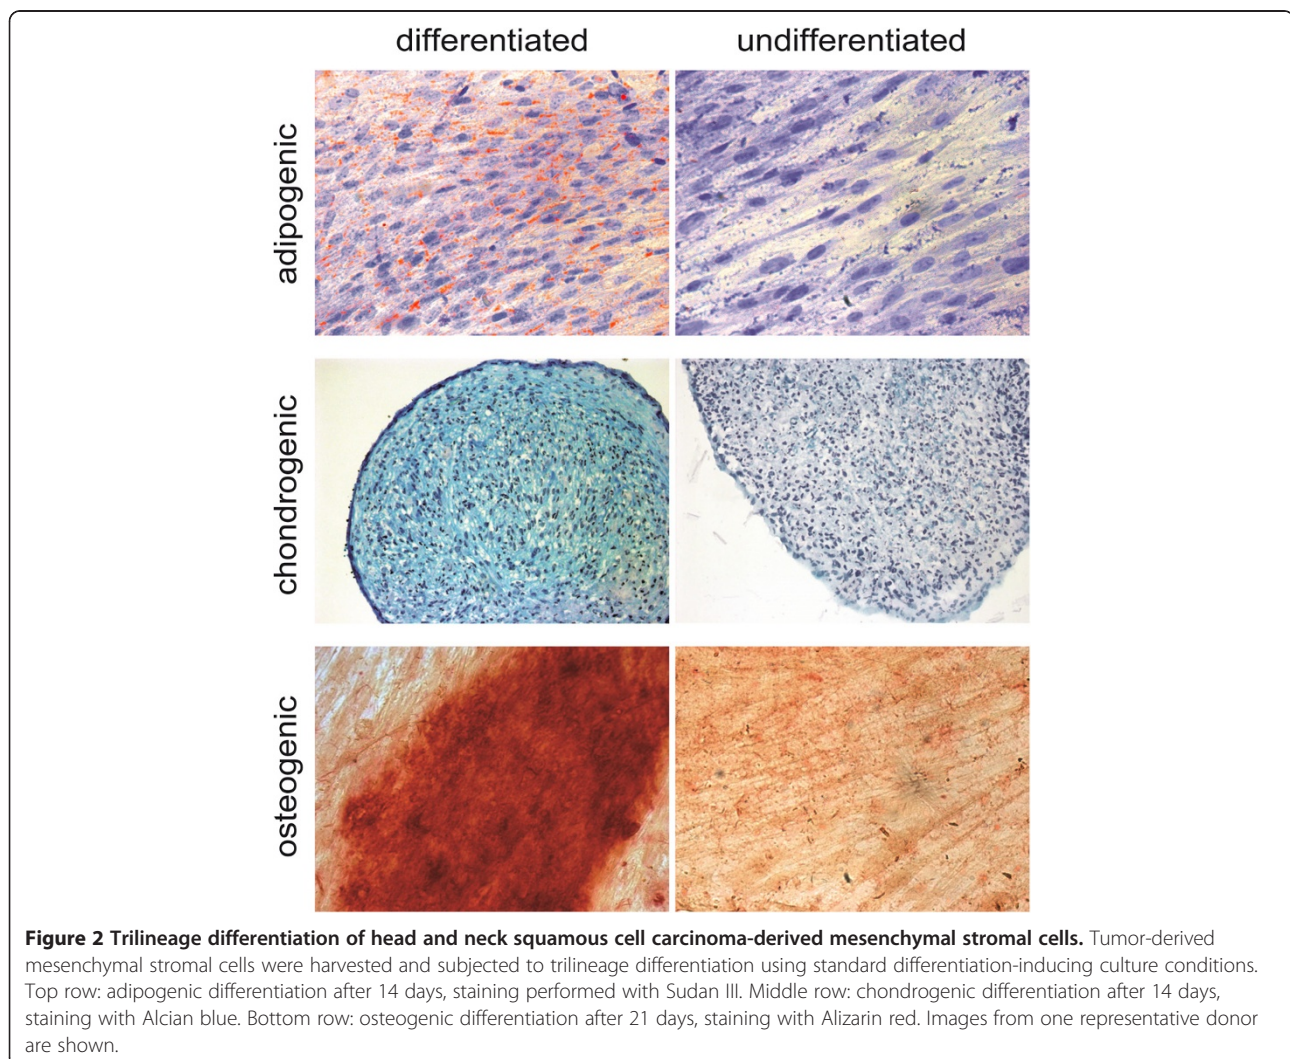 differentiated undifferentiated
adipogenic
chondrogenic
osteogenic
Figure 2 Trilineage differentiation of head and neck squamous cell carcinoma-derived mesenchymal stromal cells. Tumor-derived
mesenchymal stromal cells were harvested and subjected to trilineage differentiation using standard differentiation-inducing culture conditions.
Top row: adipogenic differentiation after 14 days, staining performed with Sudan III. Middle row: chondrogenic differentiation after 14 days,
staining with Alcian blue. Bottom row: osteogenic differentiation after 21 days, staining with Alizarin red. Images from one representative donor
are shown.